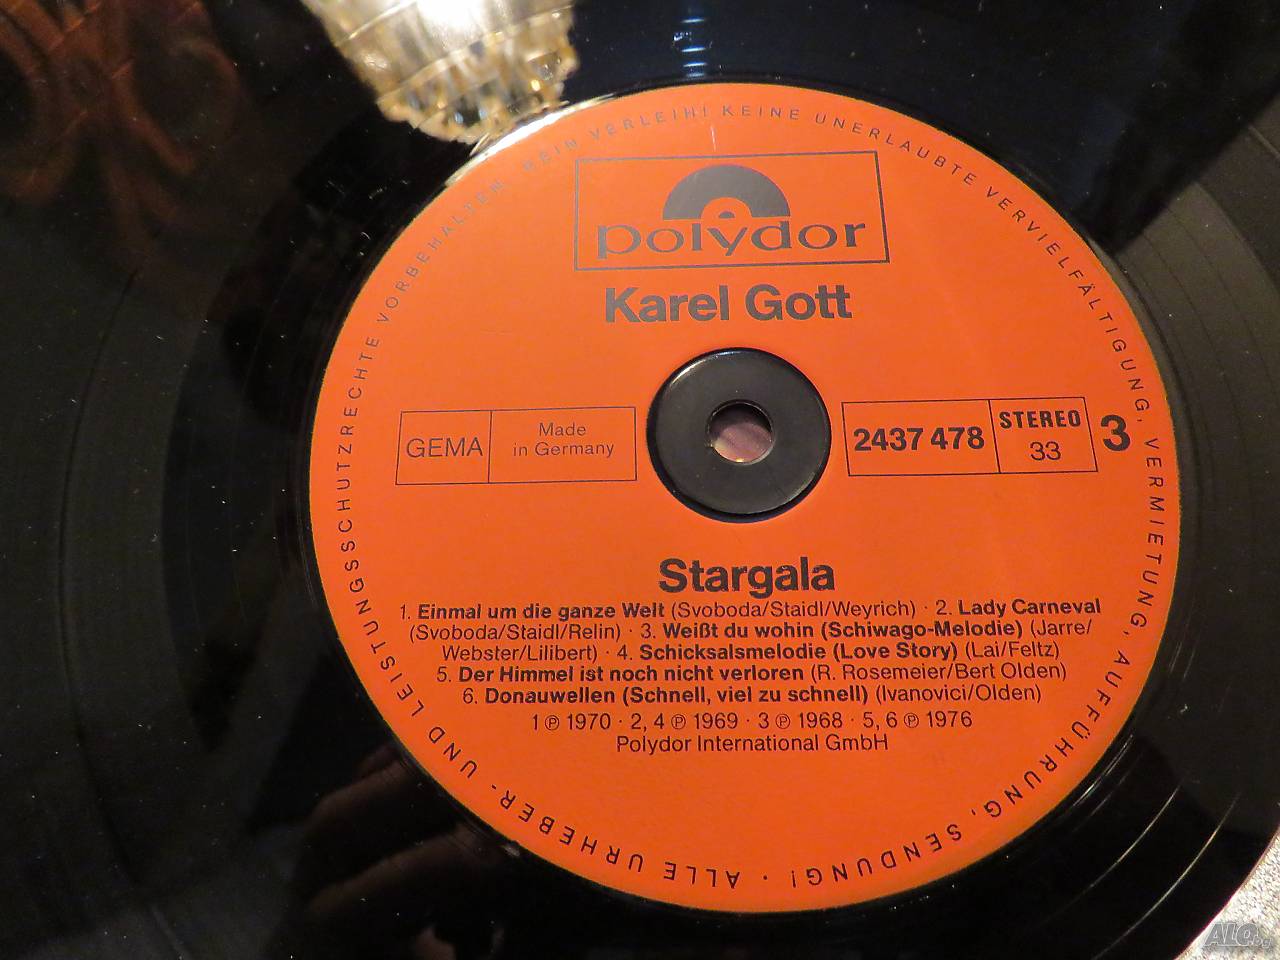 ALLE URHEBER- UND LEISTUNGSSCHUTZRECHTE VORBEHALTEN. KEIN VERLEIH! KEINE UNERLAUBTE VERVIELFÄLTIGUNG, VERMIETUNG, AUFFÜHRUNG, SENDUNG! ·
polydor
Karel Gott
GEMA
Made
in Germany
2437 478
STEREO
33
3
Stargala
1. Einmal um die ganze Welt (Svoboda/Staidl/Weyrich) · 2. Lady Carneval
(Svoboda/Staidl/Relin) · 3. Weißt du wohin (Schiwago-Melodie) (Jarre/
Webster/Lilibert) · 4. Schicksalsmelodie (Love Story) (Lai/Feltz)
5. Der Himmel ist noch nicht verloren (R. Rosemeier/Bert Olden)
6. Donauwellen (Schnell, viel zu schnell) (Ivanovici/Olden)
1 ℗ 1970 · 2, 4 ℗ 1969 · 3 ℗ 1968 · 5, 6 ℗ 1976
Polydor International GmbH
ALO.bg